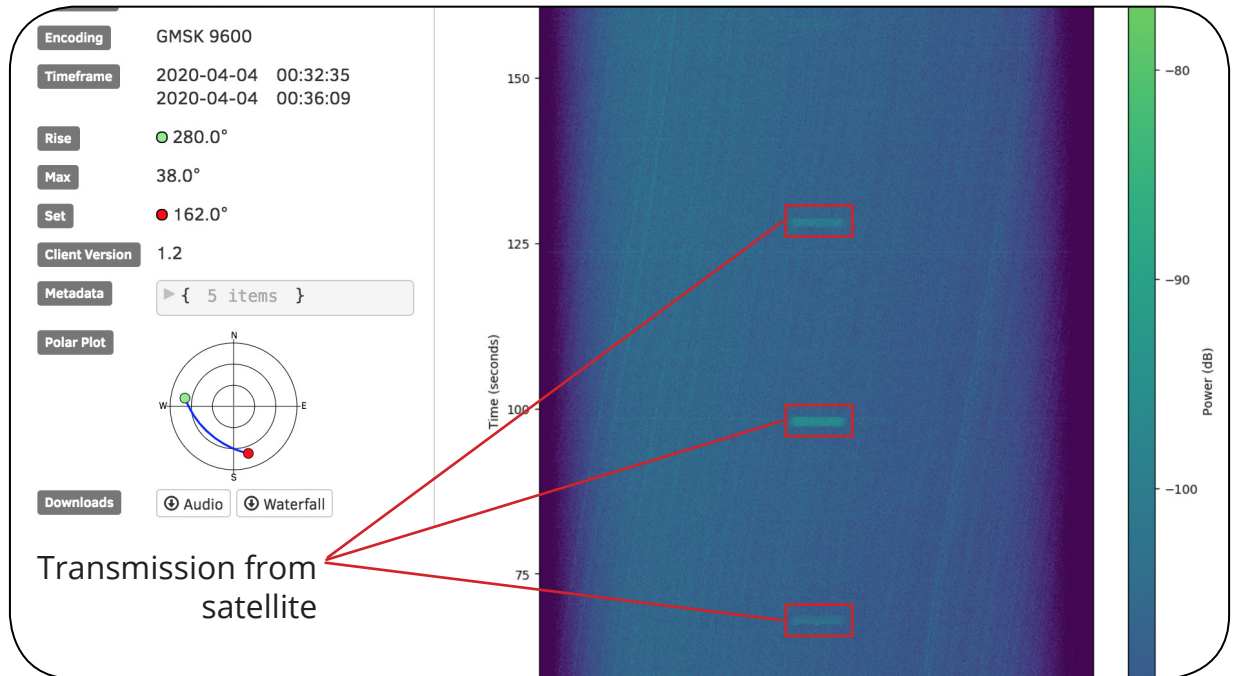 Encoding GMSK 9600
Timeframe 2020-04-04 00:32:35
2020-04-04 00:36:09
Rise 280.0°
Max 38.0°
Set 162.0°
Client Version 1.2
Metadata { 5 items }
Polar Plot
N
W
E
S
Downloads Audio Waterfall
Transmission from
satellite
150
125
100
75
Time (seconds)
−80
−90
−100
Power (dB)